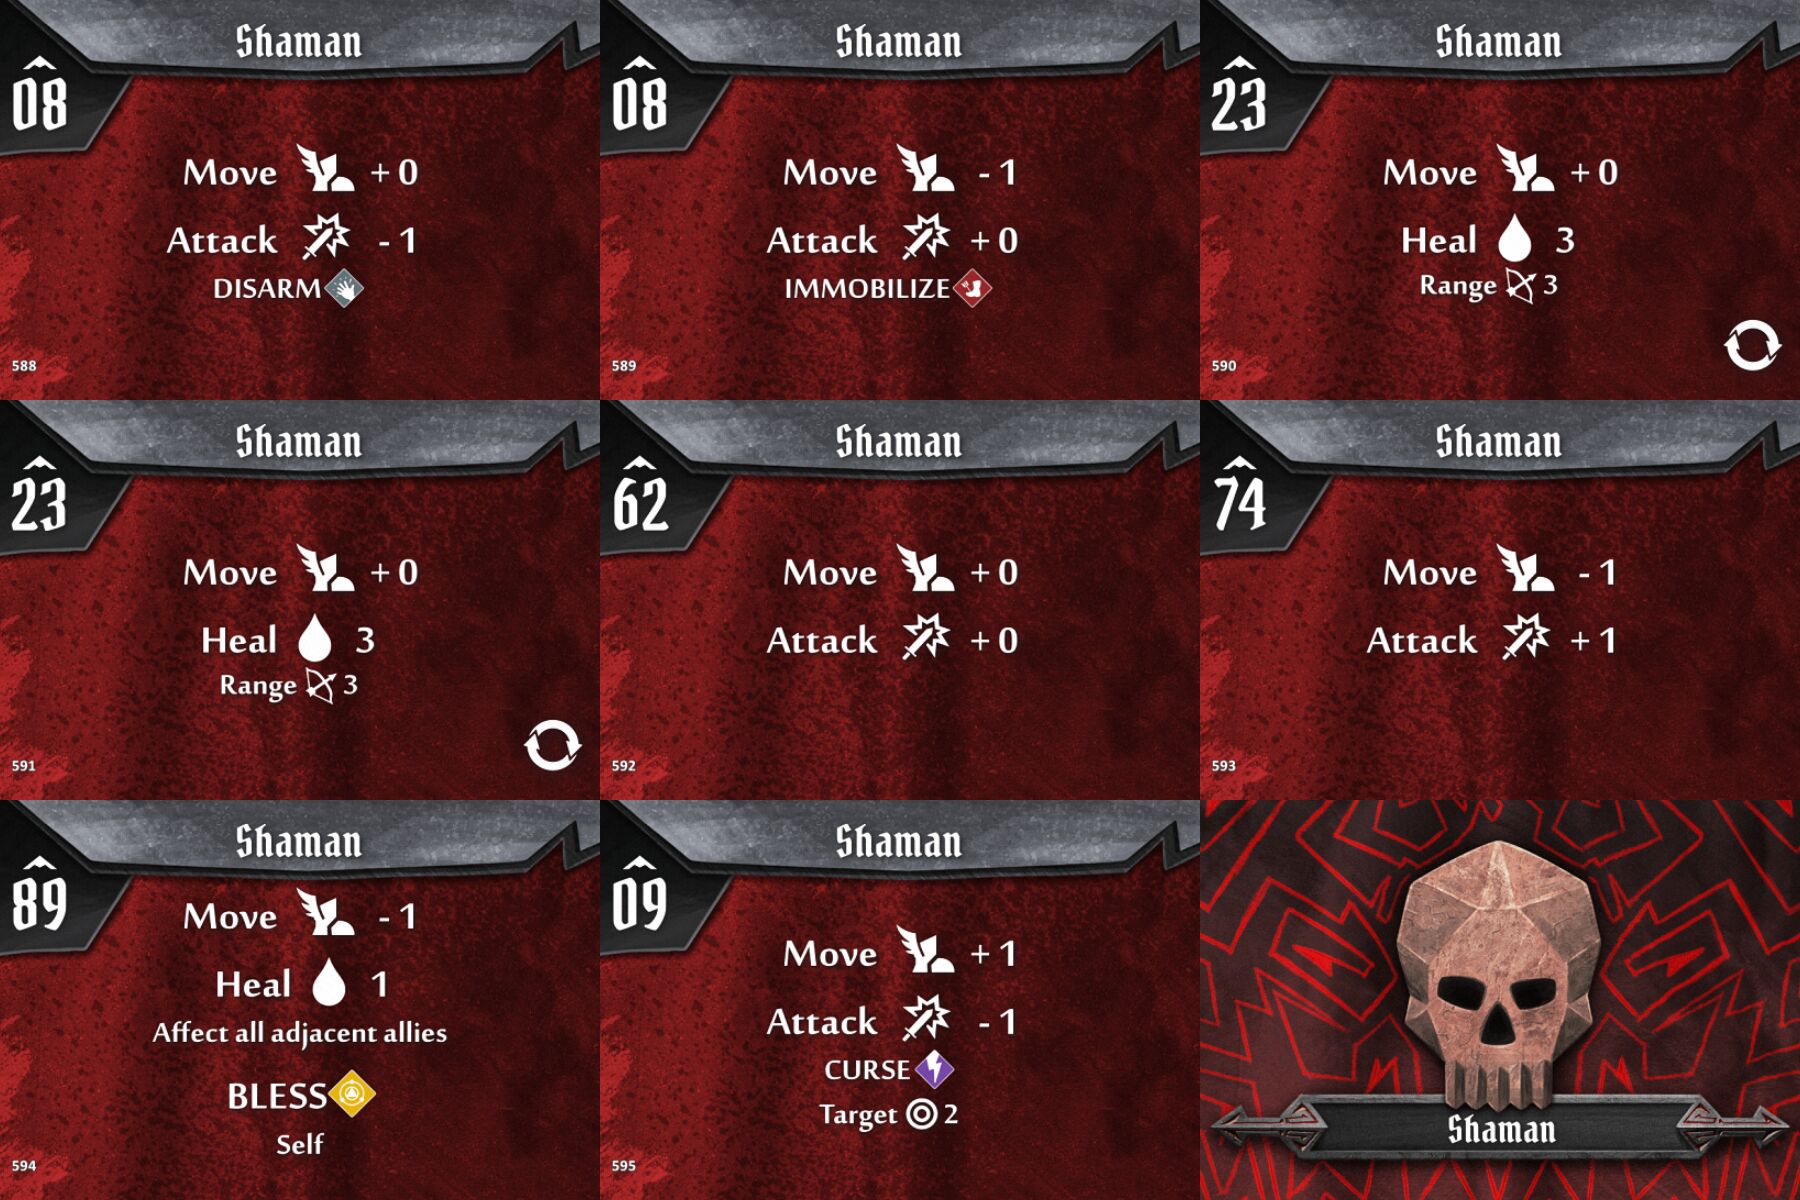 Shaman
08
Move + 0
Attack - 1
DISARM
588
Shaman
08
Move - 1
Attack + 0
IMMOBILIZE
589
Shaman
23
Move + 0
Heal 3
Range 3
590
Shaman
23
Move + 0
Heal 3
Range 3
591
Shaman
62
Move + 0
Attack + 0
592
Shaman
74
Move - 1
Attack + 1
593
Shaman
89
Move - 1
Heal 1
Affect all adjacent allies
BLESS
Self
594
Shaman
09
Move + 1
Attack - 1
CURSE
Target 2
595
Shaman